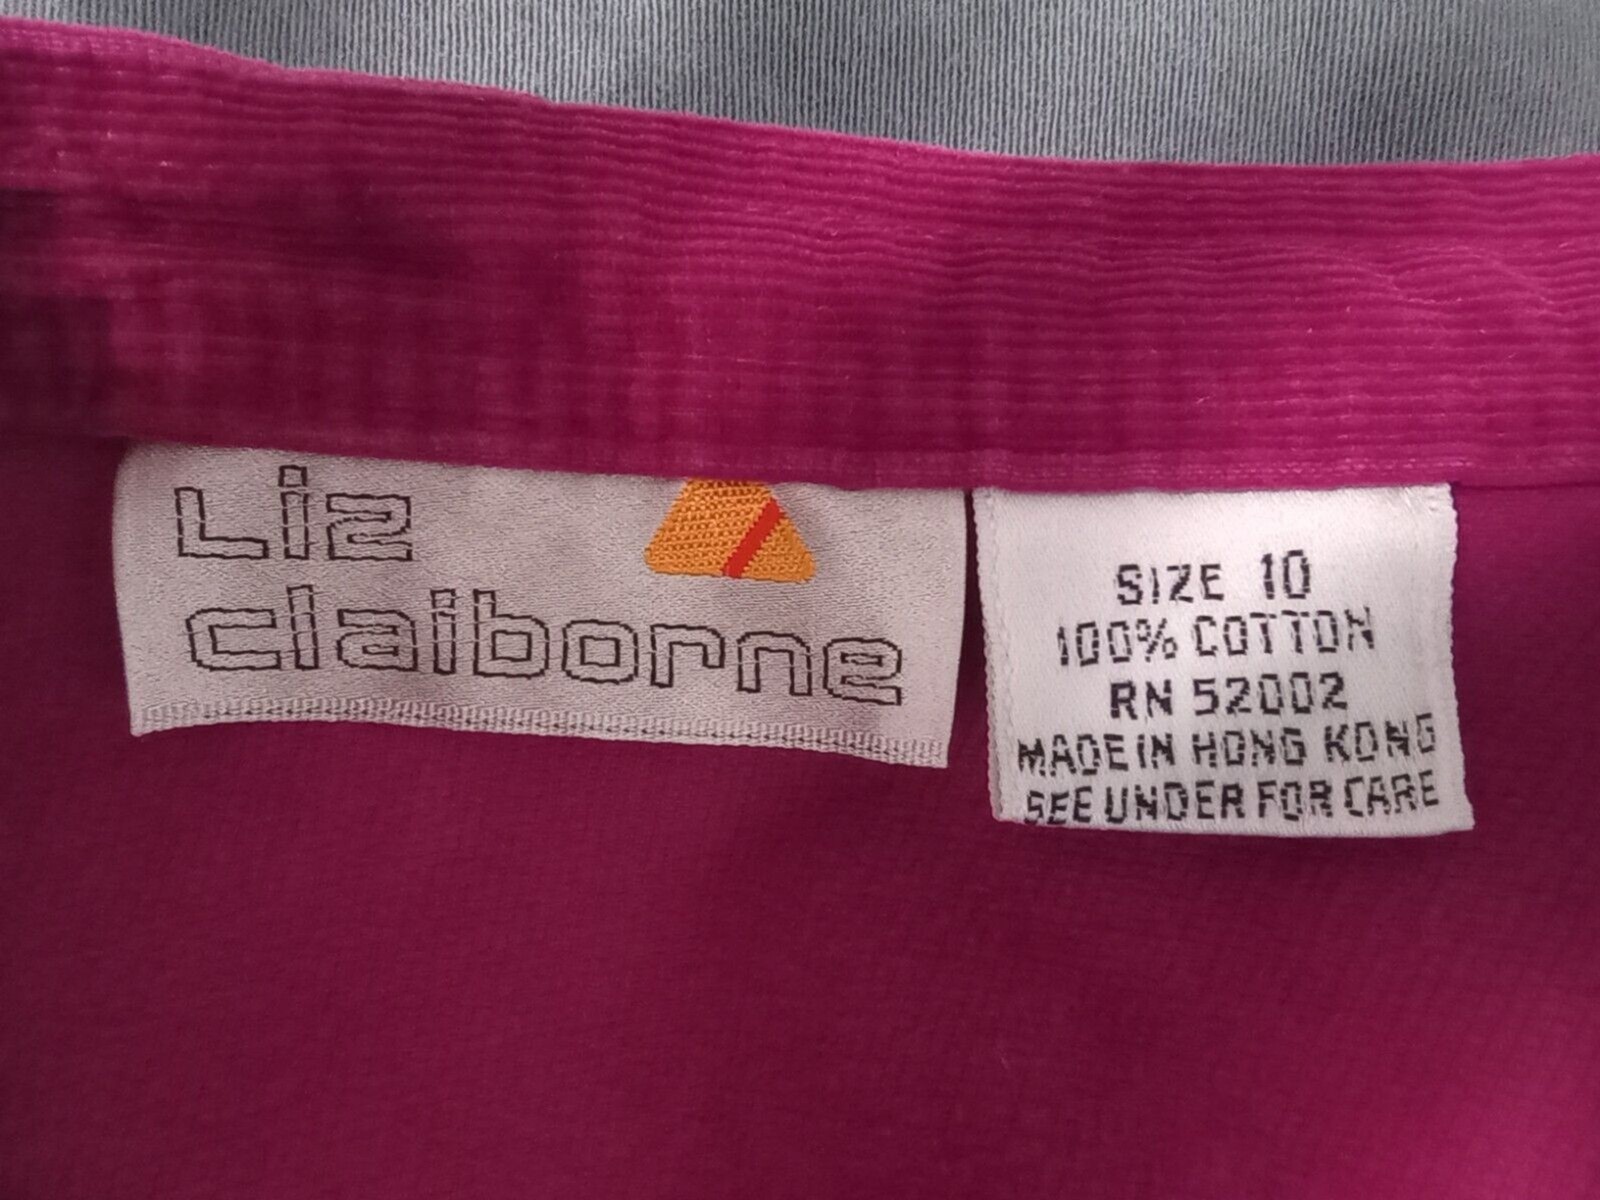 Liz
claiborne
SIZE 10
100% COTTON
RN 52002
MADE IN HONG KONG
SEE UNDER FOR CARE